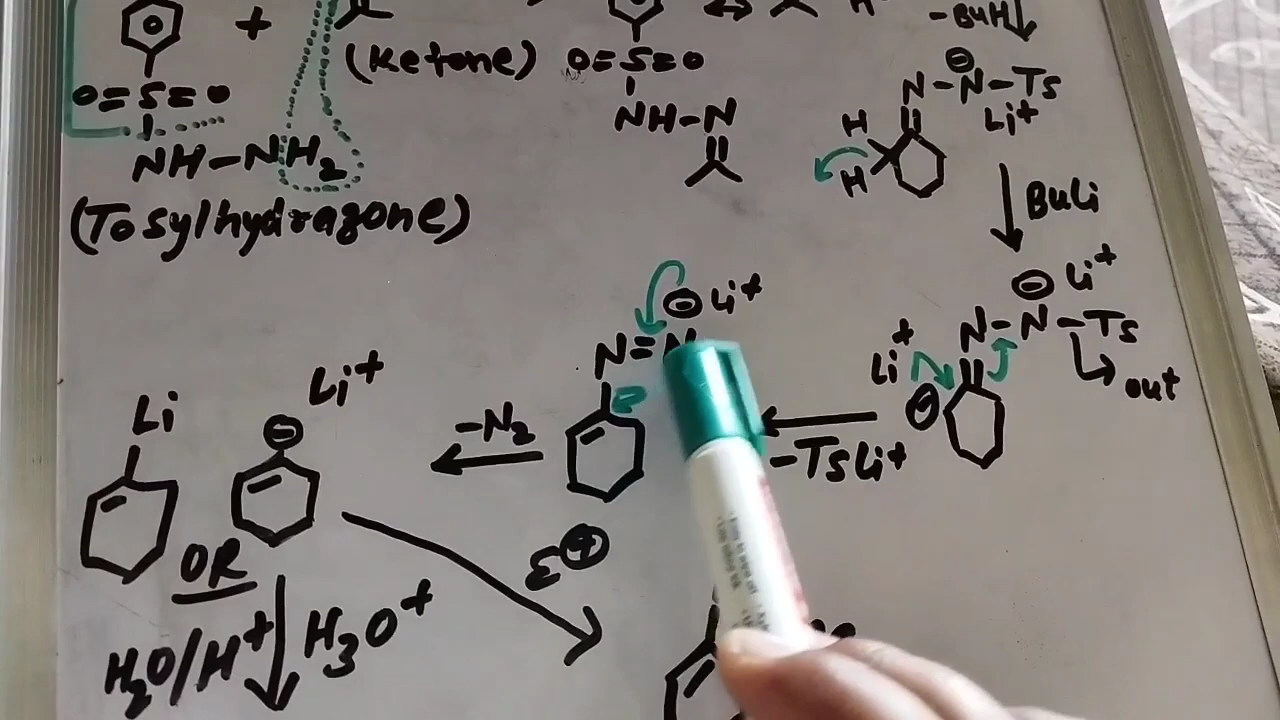 +
(Ketone)
O=S=O
NH-NH2
(Tosylhydrazone)
O=S=O
NH-N
H
-BuH
N-N-Ts
⊖
Li+
H
H
BuLi
⊖ Li+
N-N-Ts
out
Li+
⊖
-TsLi+
⊖ Li+
N=N
-N2
Li+
⊖
Li
OR
E⊕
H2O/H+
H3O+